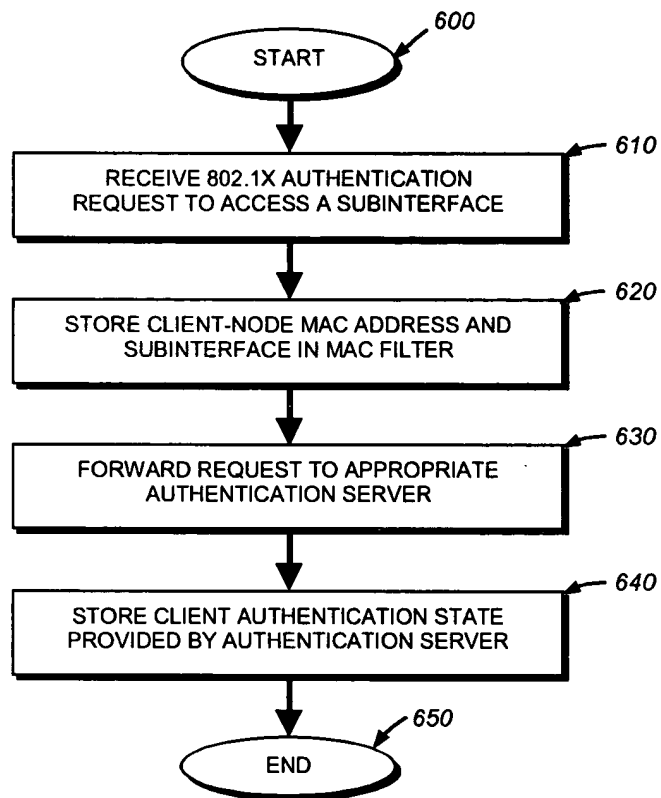 600
START
610
RECEIVE 802.1X AUTHENTICATION
REQUEST TO ACCESS A SUBINTERFACE
620
STORE CLIENT-NODE MAC ADDRESS AND
SUBINTERFACE IN MAC FILTER
630
FORWARD REQUEST TO APPROPRIATE
AUTHENTICATION SERVER
640
STORE CLIENT AUTHENTICATION STATE
PROVIDED BY AUTHENTICATION SERVER
650
END